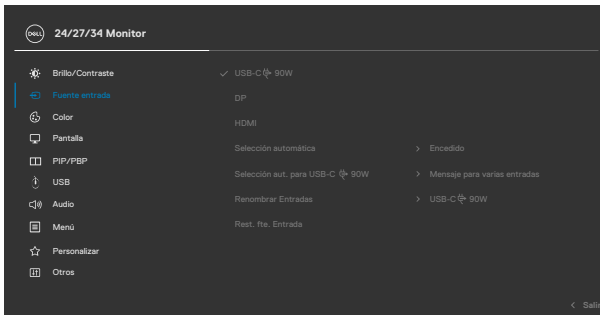 DELL 24/27/34 Monitor
Brillo/Contraste USB-C 90W
Fuente entrada DP
Color HDMI
Pantalla Selección automática Encedido
PIP/PBP Selección aut. para USB-C 90W Mensaje para varias entradas
USB Renombrar Entradas USB-C 90W
Audio Rest. fte. Entrada
Menú
Personalizar
Otros
Salir